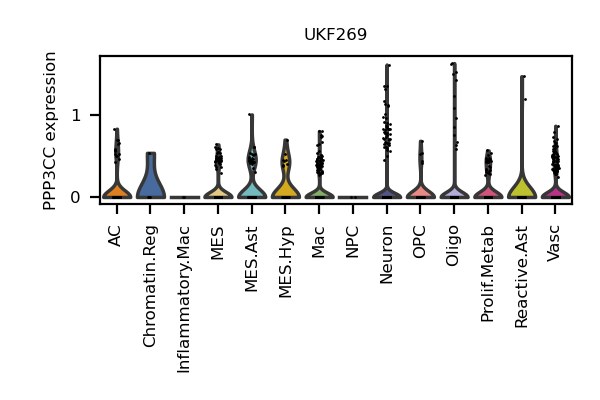 UKF269
PPP3CC expression
1
0
AC
Chromatin.Reg
Inflammatory.Mac
MES
MES.Ast
MES.Hyp
Mac
NPC
Neuron
OPC
Oligo
Prolif.Metab
Reactive.Ast
Vasc